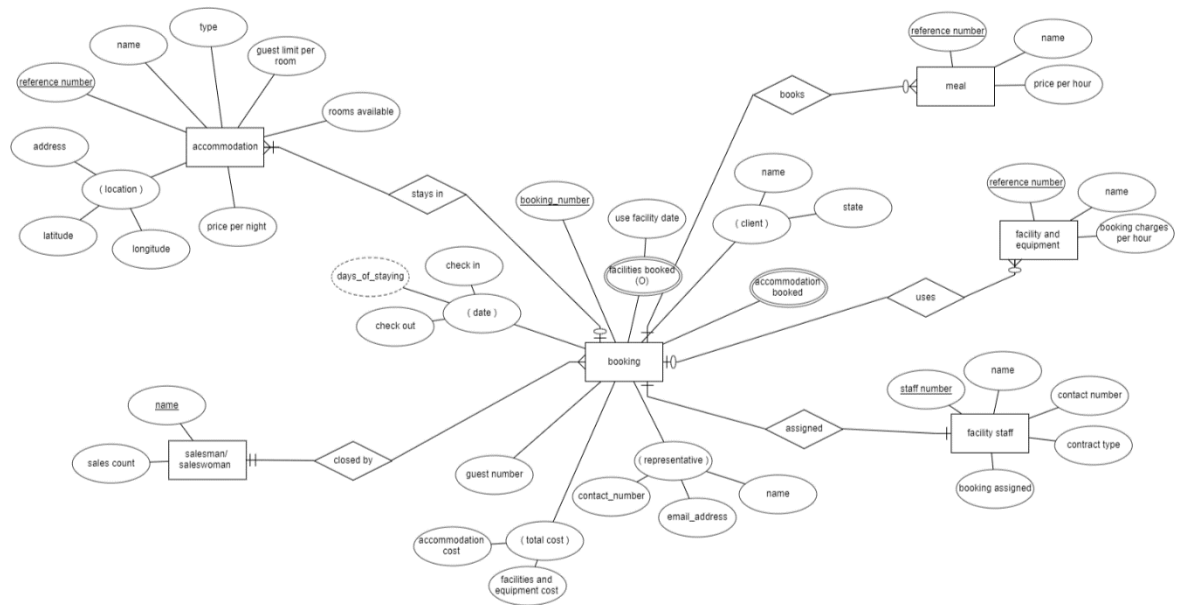 type
name
guest limit per
room
reference number
rooms available
address
accommodation
( location )
latitude
longitude
price per night
stays in
reference number
name
price per hour
meal
books
name
( client )
state
booking_number
use facility date
facilities booked
(O)
accommodation
booked
reference number
name
facility and
equipment
booking charges
per hour
uses
days_of_staying
check in
( date )
check out
booking
name
staff number
contact number
facility staff
contract type
booking assigned
assigned
name
salesman/
saleswoman
sales count
closed by
guest number
( representative )
contact_number
email_address
name
( total cost )
accommodation
cost
facilities and
equipment cost